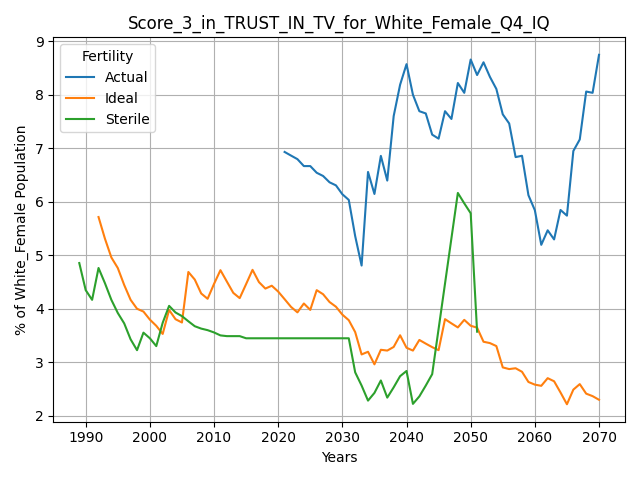 Score_3_in_TRUST_IN_TV_for_White_Female_Q4_IQ
Fertility
Actual
Ideal
Sterile
% of White_Female Population
9
8
7
6
5
4
3
2
1990 2000 2010 2020 2030 2040 2050 2060 2070
Years